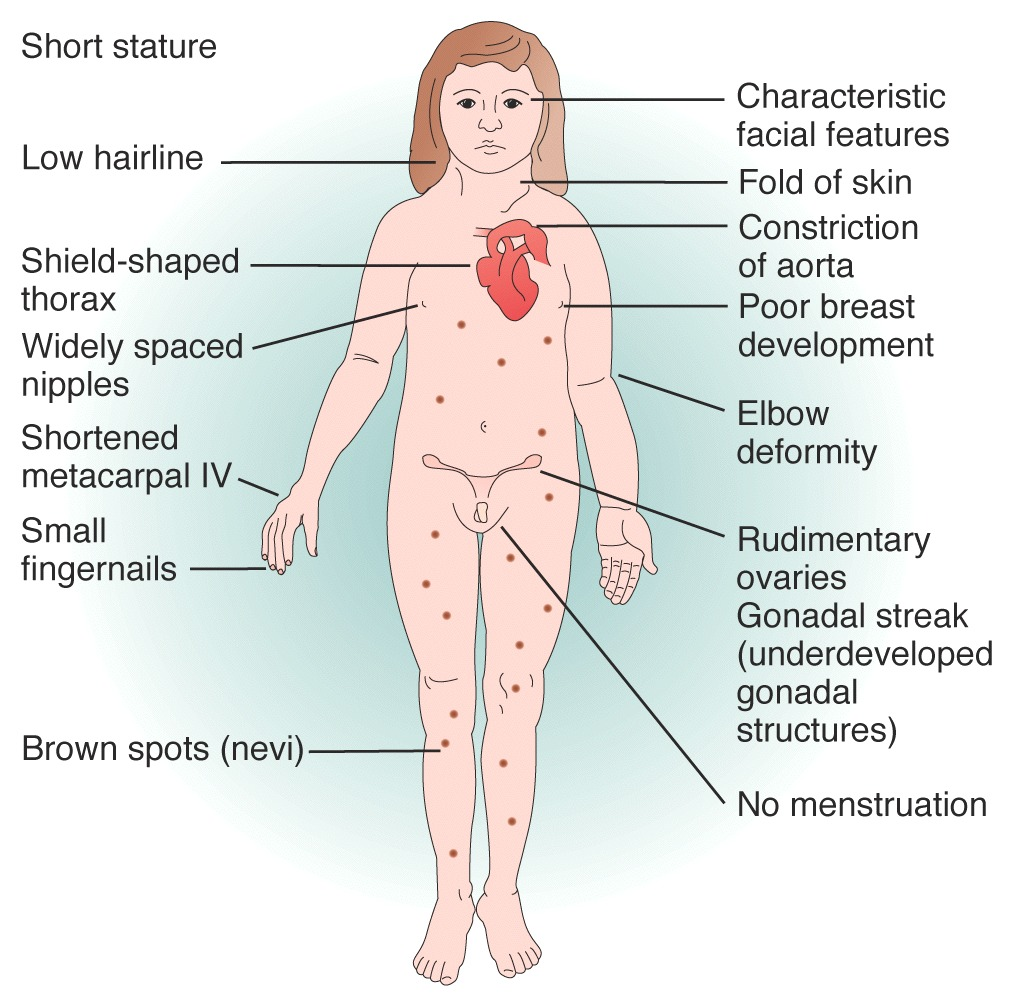 Short stature
Low hairline
Shield-shaped
thorax
Widely spaced
nipples
Shortened
metacarpal IV
Small
fingernails
Brown spots (nevi)
Characteristic
facial features
Fold of skin
Constriction
of aorta
Poor breast
development
Elbow
deformity
Rudimentary
ovaries
Gonadal streak
(underdeveloped
gonadal
structures)
No menstruation